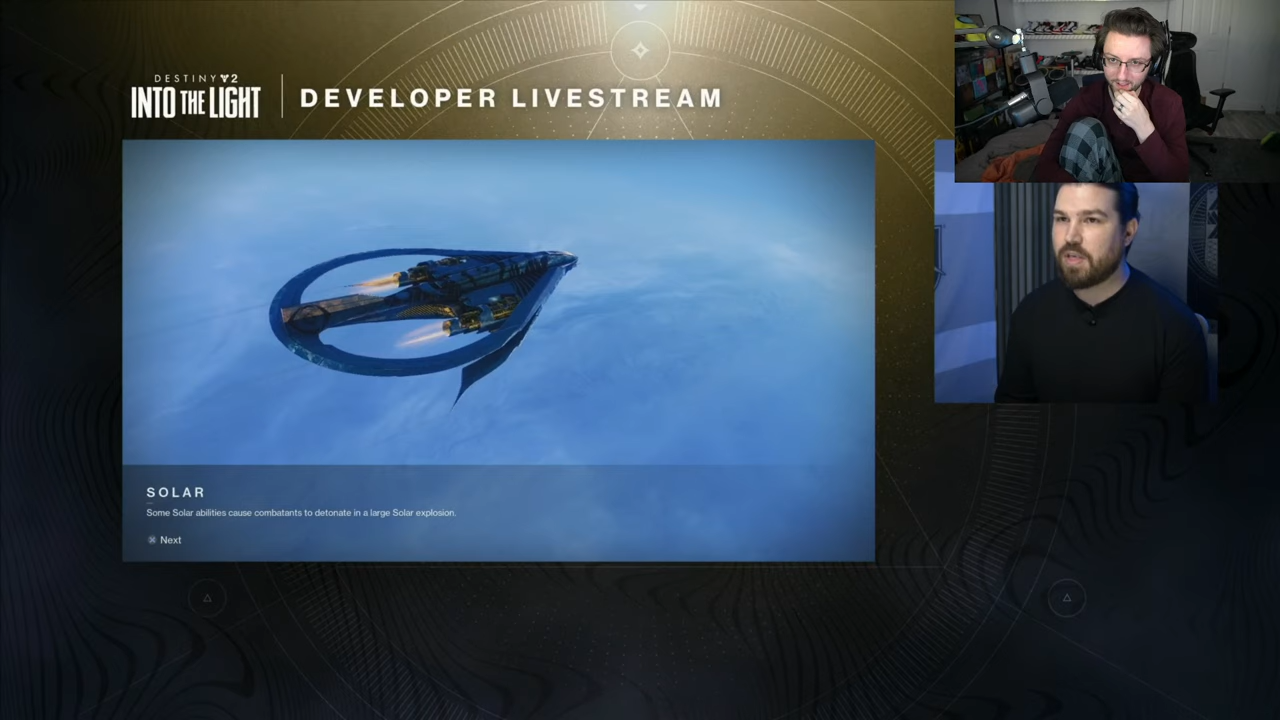 DESTINY 2
INTO THE LIGHT
DEVELOPER LIVESTREAM
SOLAR
Some Solar abilities cause combatants to detonate in a large Solar explosion.
Next